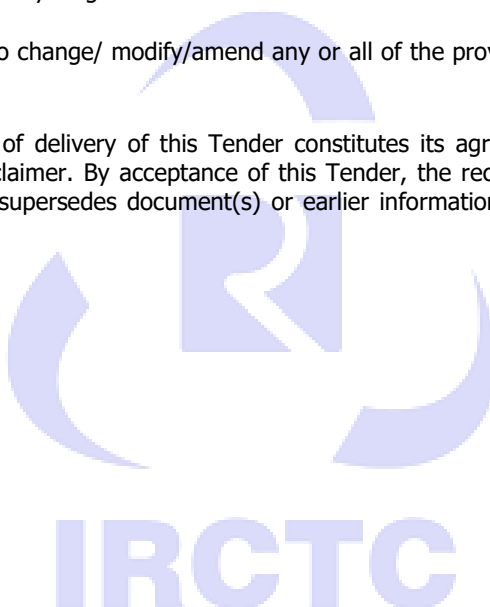 o change/ modify/amend any or all of the prov
of delivery of this Tender constitutes its agr
claimer. By acceptance of this Tender, the rec
supersedes document(s) or earlier information
R
IRCTC